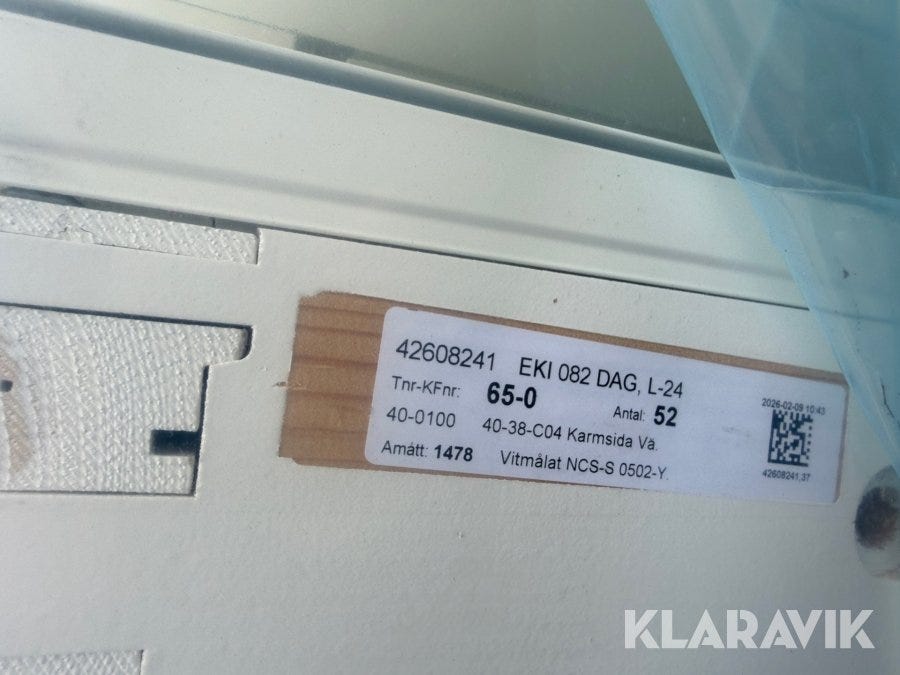 42608241 EKI 082 DAG, L-24
Tnr-KFnr: 65-0 Antal: 52
40-0100 40-38-C04 Karmsida Vä.
Amått: 1478 Vitmålat NCS-S 0502-Y.
2026-02-09 10:43
42608241,37
KLARAVIK